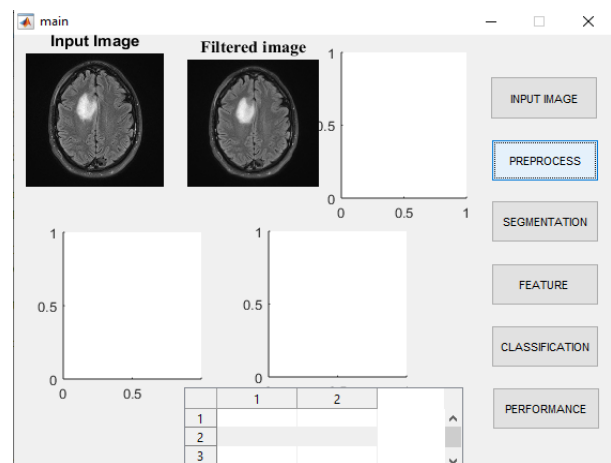 main
Input Image
Filtered image
1
0.5
0
0 0.5 1
INPUT IMAGE
PREPROCESS
SEGMENTATION
FEATURE
CLASSIFICATION
PERFORMANCE
1
0.5
0
0 0.5
1
0.5
0
1 2
1
2
3